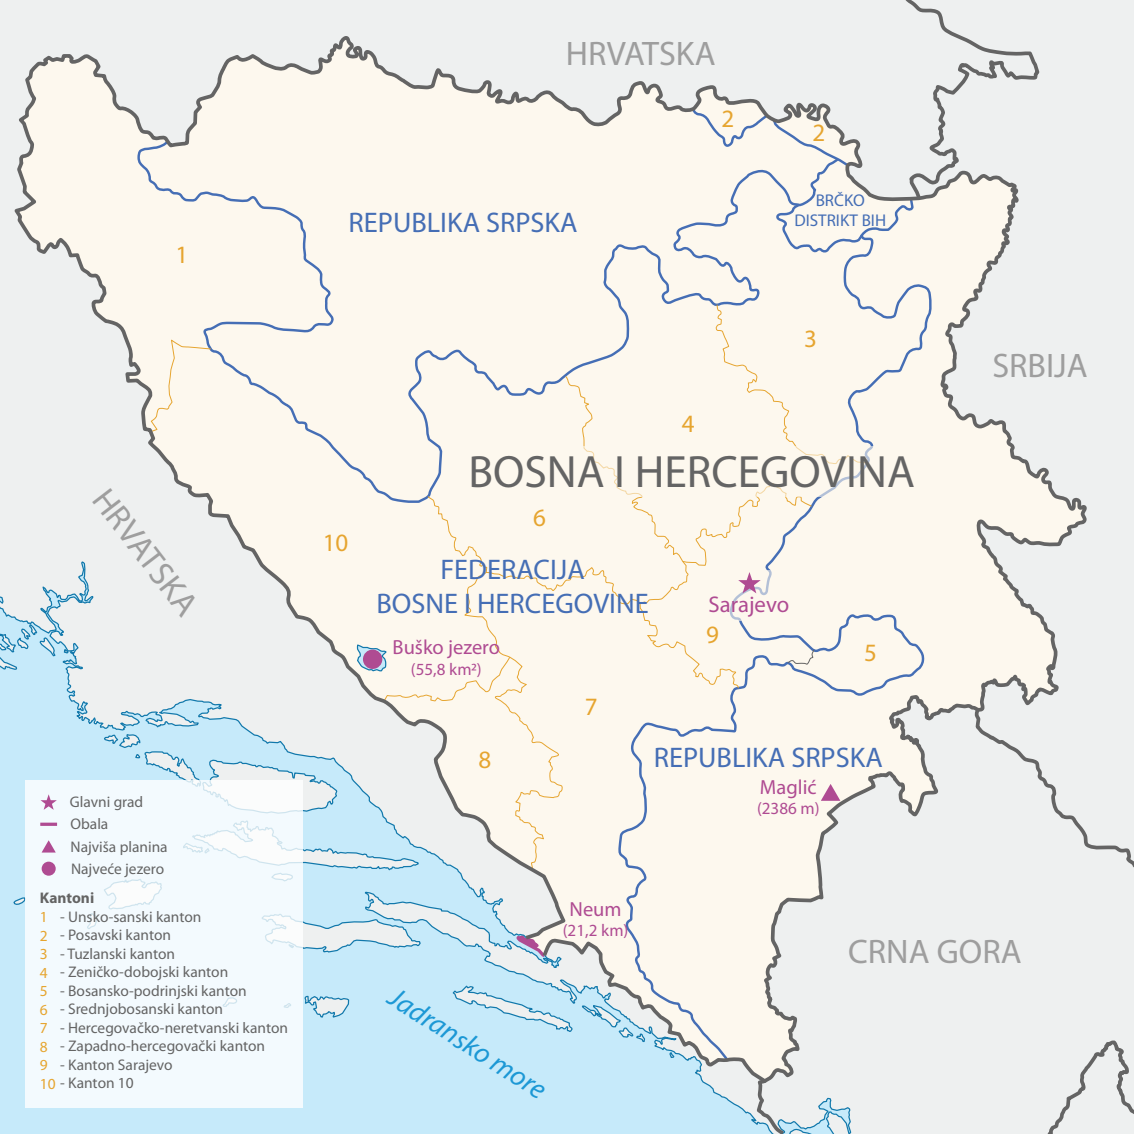 HRVATSKA
2
2
BRČKO
DISTRIKT BIH
REPUBLIKA SRPSKA
1
3
SRBIJA
4
BOSNA I HERCEGOVINA
HRVATSKA
6
10
FEDERACIJA
BOSNE I HERCEGOVINE
Sarajevo
9
5
Buško jezero
(55,8 km²)
7
8
REPUBLIKA SRPSKA
Maglić
(2386 m)
Neum
(21,2 km)
CRNA GORA
Jadransko more
Glavni grad
Obala
Najviša planina
Najveće jezero
Kantoni
1 - Unsko-sanski kanton
2 - Posavski kanton
3 - Tuzlanski kanton
4 - Zeničko-dobojski kanton
5 - Bosansko-podrinjski kanton
6 - Srednjobosanski kanton
7 - Hercegovačko-neretvanski kanton
8 - Zapadno-hercegovački kanton
9 - Kanton Sarajevo
10 - Kanton 10